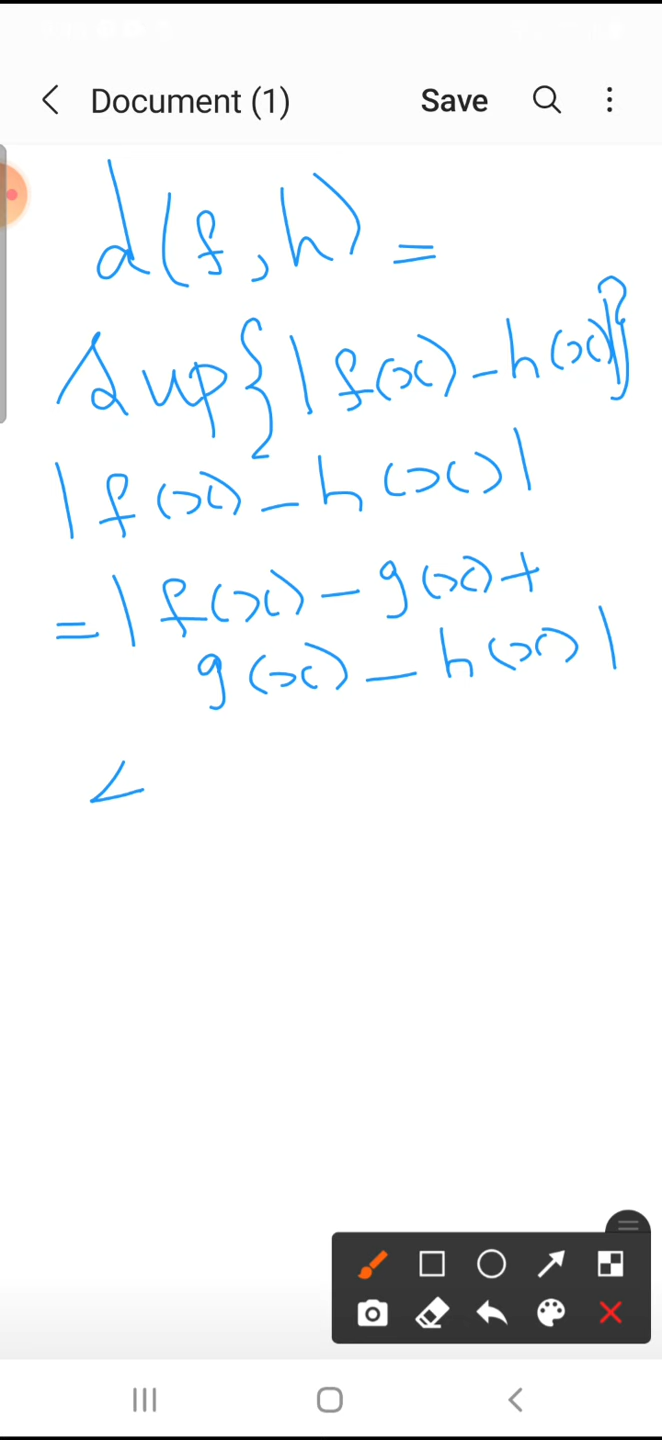 Document (1) Save
d(f,h) =
Sup{|f(x)-h(x)|}
|f(x)-h(x)|
=|f(x)-g(x)+
g(x)-h(x)|
<